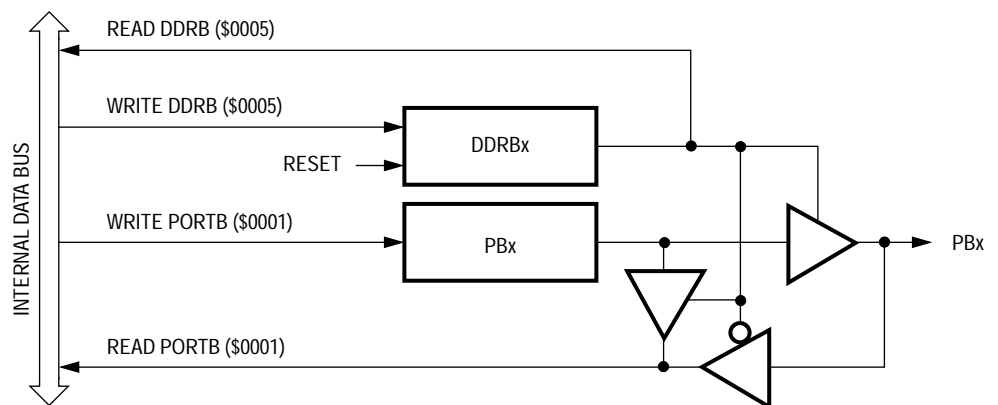 READ DDRB ($0005)
WRITE DDRB ($0005)
DDRBx
RESET
INTERNAL DATA BUS
WRITE PORTB ($0001)
PBx
PBx
READ PORTB ($0001)